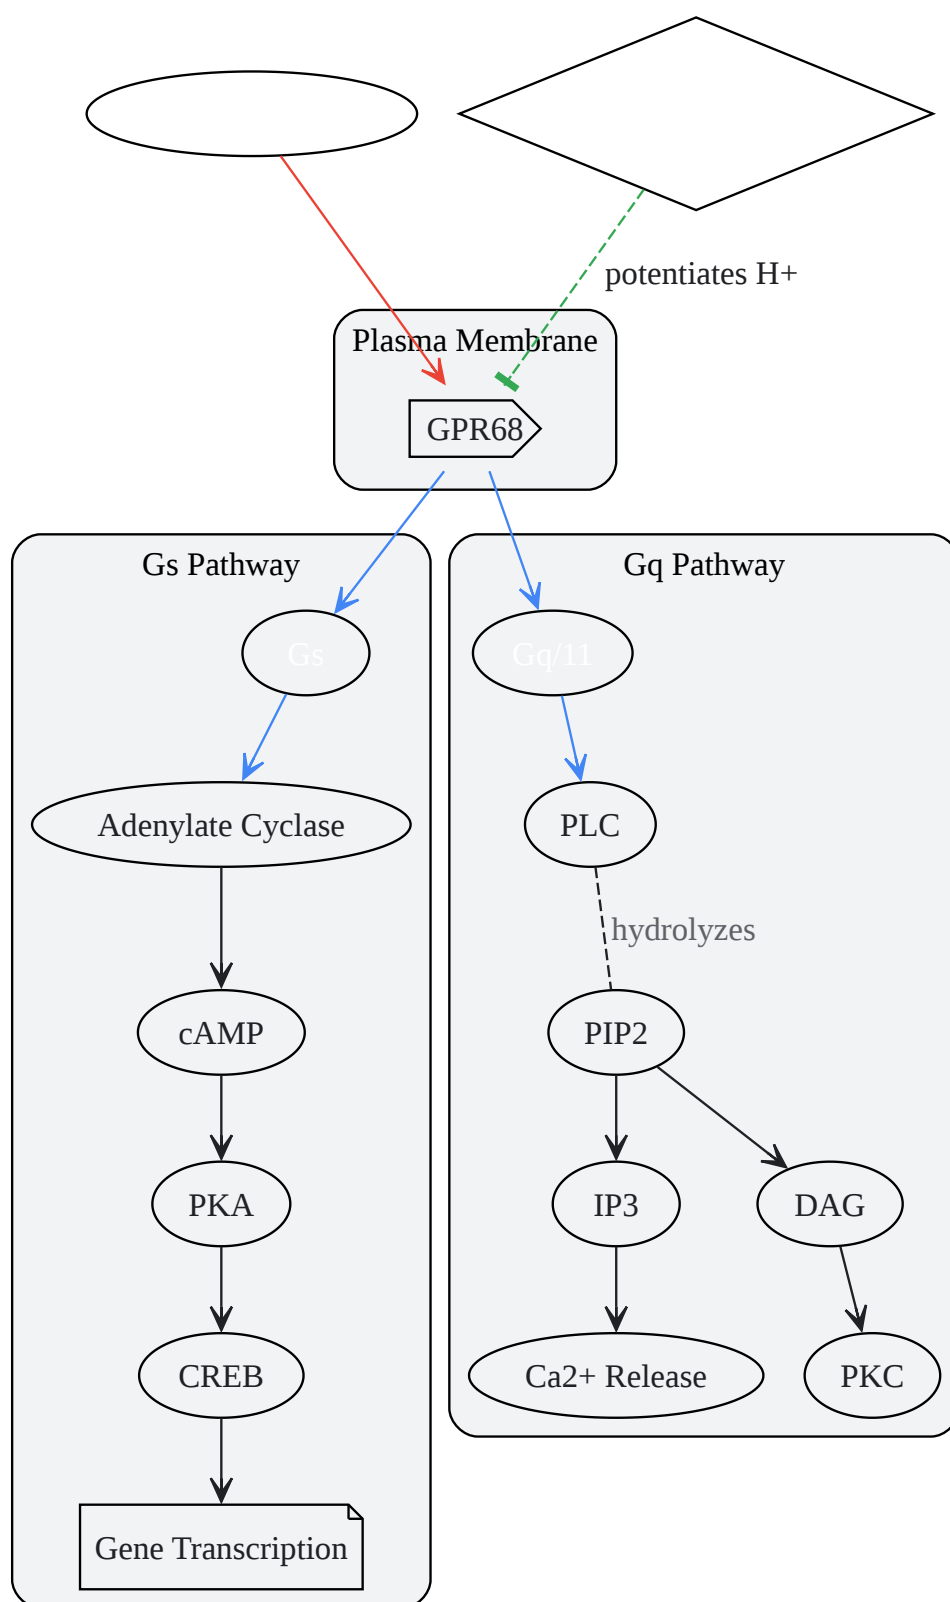 potentiates H+
Plasma Membrane
GPR68
Gs Pathway
Gq Pathway
Gs
Gq/11
Adenylate Cyclase
PLC
hydrolyzes
cAMP
PIP2
PKA
IP3
DAG
CREB
Ca2+ Release
PKC
Gene Transcription